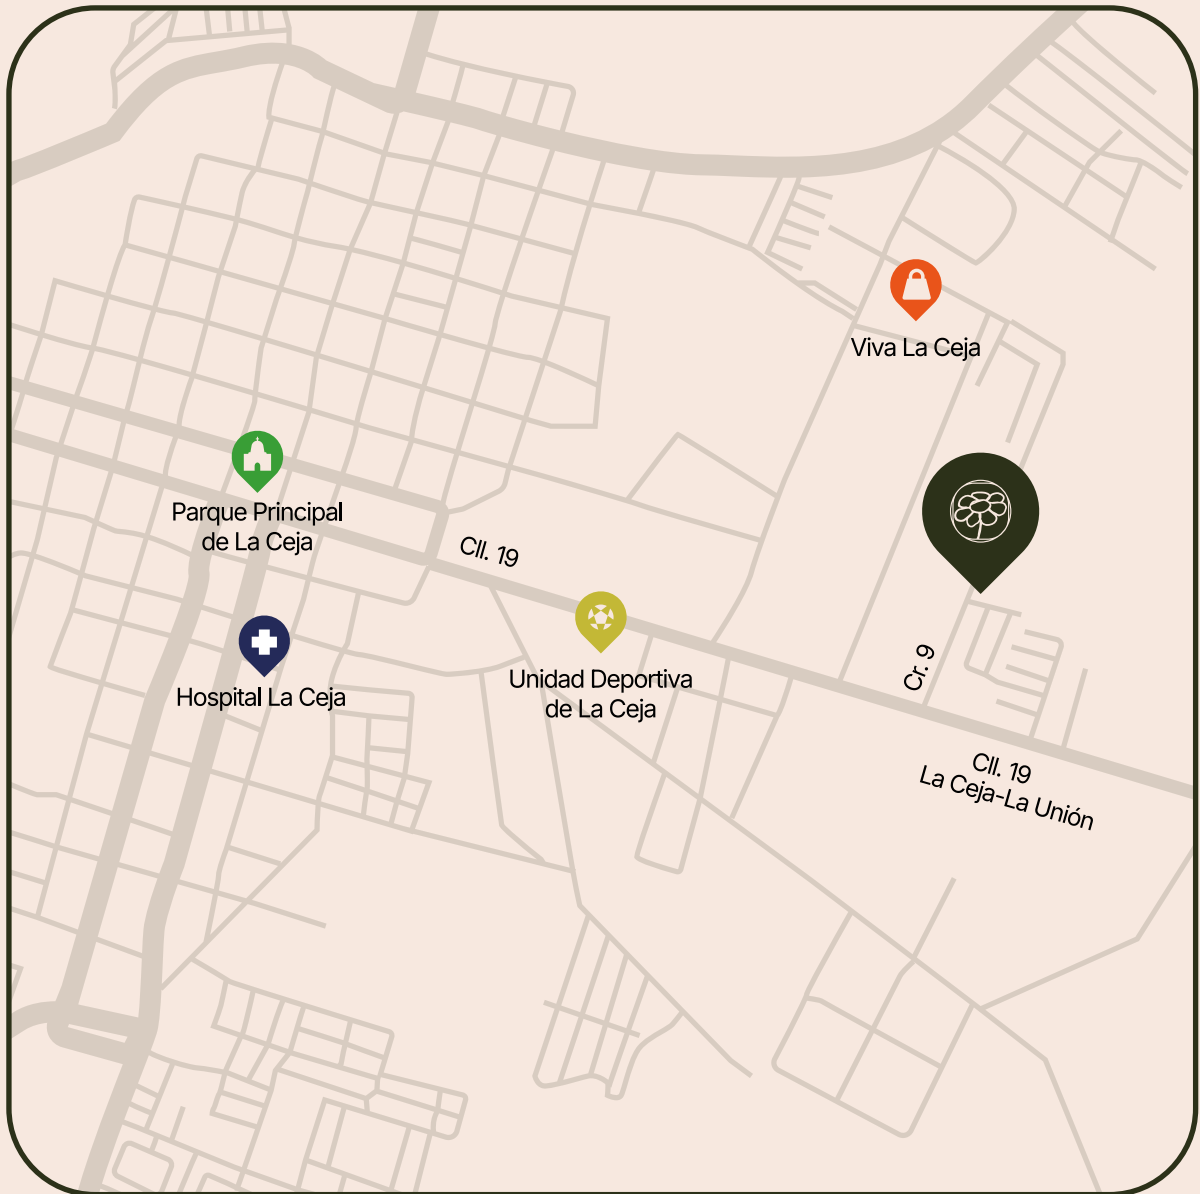 Viva La Ceja
Parque Principal
de La Ceja
Cll. 19
Hospital La Ceja
Unidad Deportiva
de La Ceja
Cr. 9
Cll. 19
La Ceja-La Unión